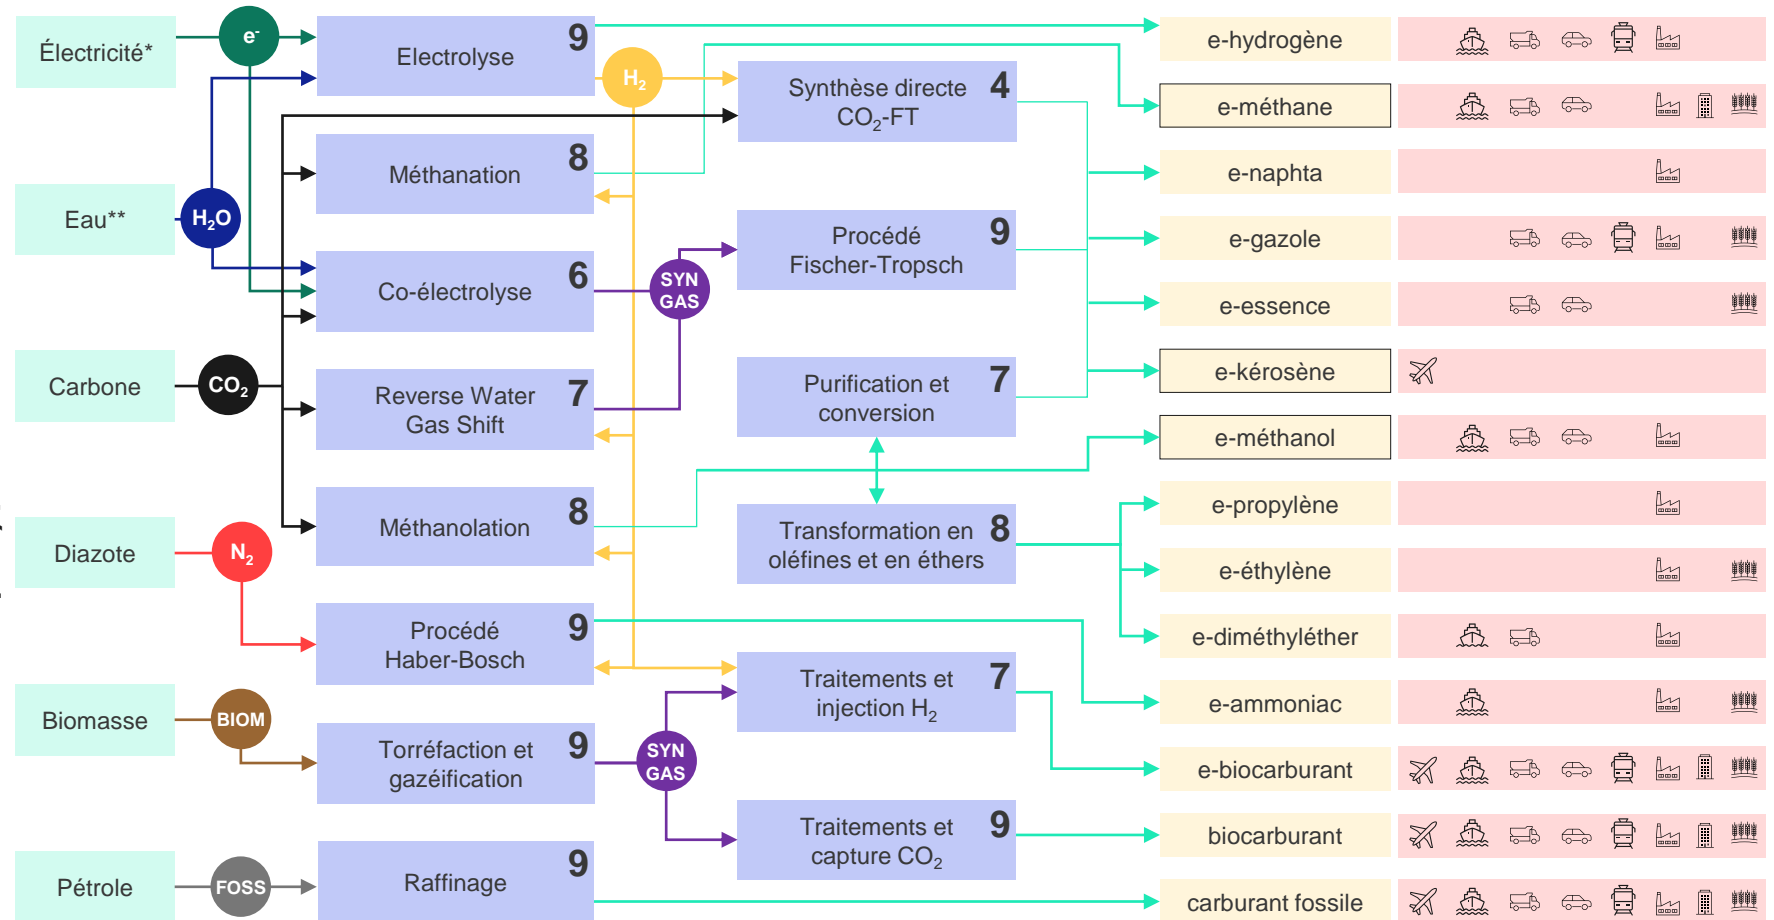 Électricité*
e-
Electrolyse
9
H2
e-hydrogène
Synthèse directe
CO2-FT
4
e-méthane
Méthanation
8
e-naphta
Eau**
H2O
Procédé
Fischer-Tropsch
9
e-gazole
Co-électrolyse
6
SYN
GAS
e-essence
Carbone
CO2
Reverse Water
Gas Shift
7
Purification et
conversion
7
e-kérosène
e-méthanol
Méthanolation
8
Transformation en
oléfines et en éthers
8
e-propylène
Diazote
N2
e-éthylène
Procédé
Haber-Bosch
9
e-diméthyléther
Traitements et
injection H2
7
e-ammoniac
Biomasse
BIOM
Torréfaction et
gazéification
9
SYN
GAS
e-biocarburant
Traitements et
capture CO2
9
biocarburant
Pétrole
FOSS
Raffinage
9
carburant fossile